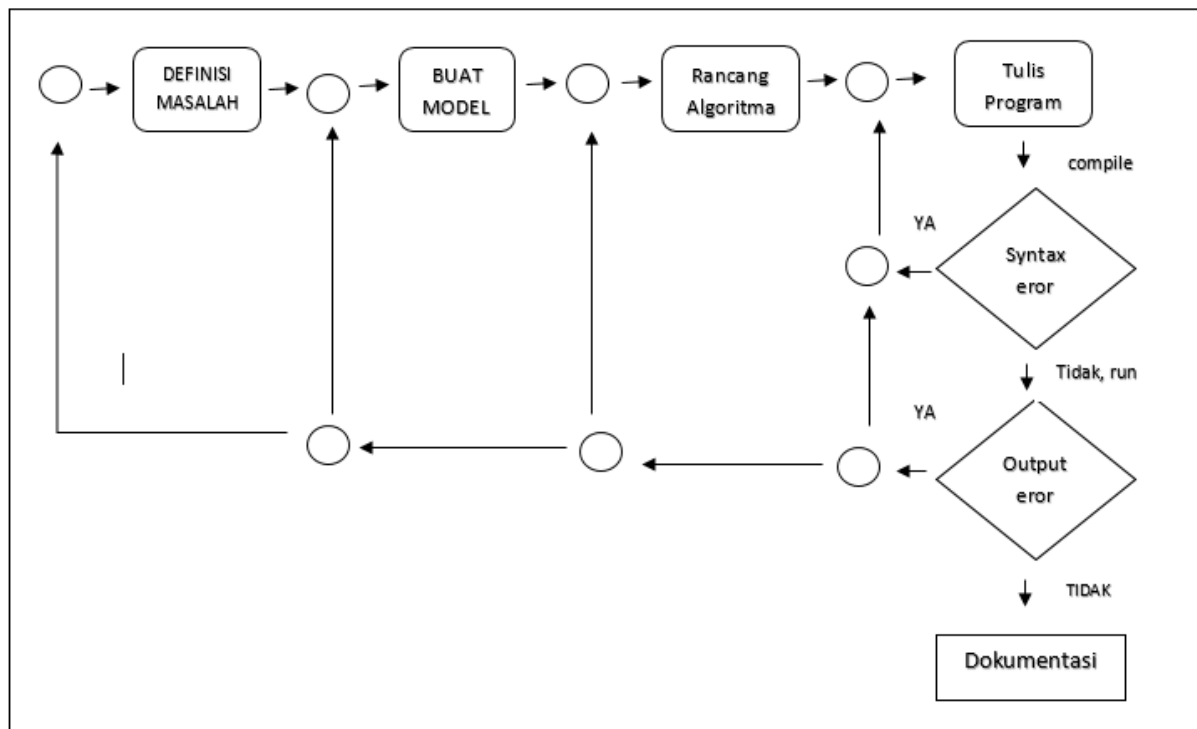 DEFINISI
MASALAH
BUAT
MODEL
Rancang
Algoritma
Tulis
Program
compile
YA
Syntax
eror
Tidak, run
YA
Output
eror
TIDAK
Dokumentasi